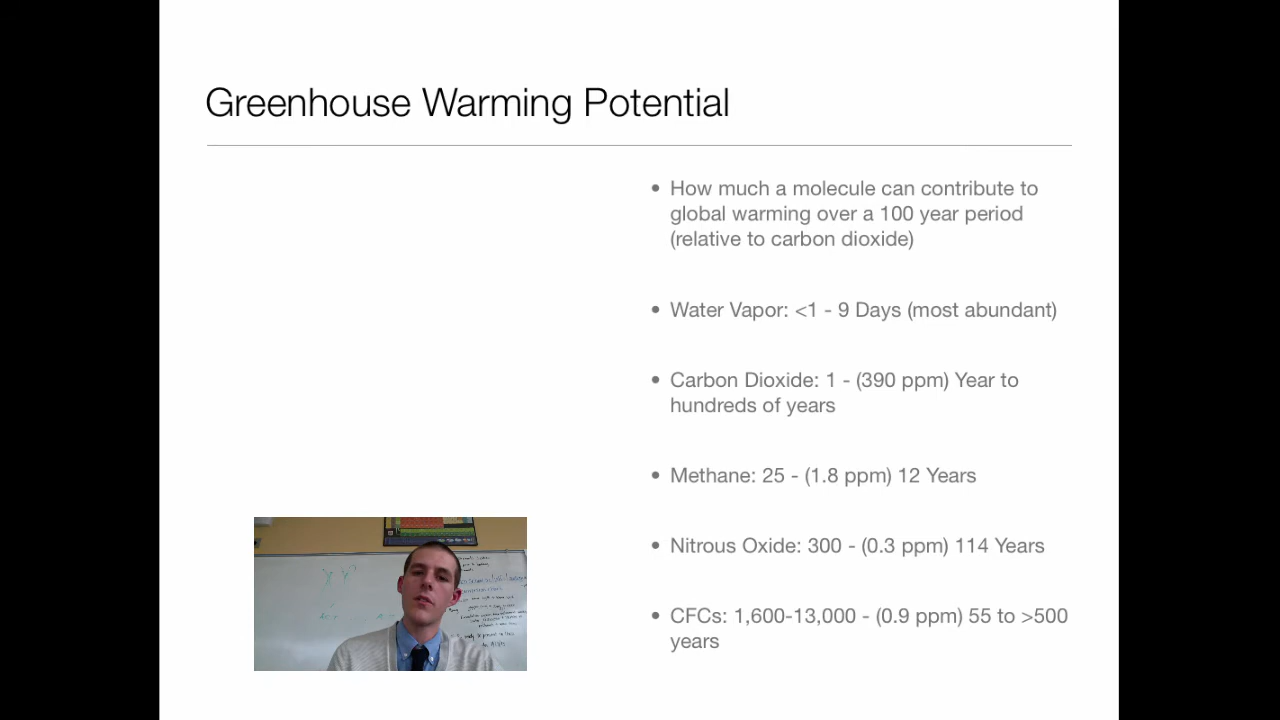 Greenhouse Warming Potential
• How much a molecule can contribute to
global warming over a 100 year period
(relative to carbon dioxide)
• Water Vapor: <1 - 9 Days (most abundant)
• Carbon Dioxide: 1 - (390 ppm) Year to
hundreds of years
• Methane: 25 - (1.8 ppm) 12 Years
• Nitrous Oxide: 300 - (0.3 ppm) 114 Years
• CFCs: 1,600-13,000 - (0.9 ppm) 55 to >500
years